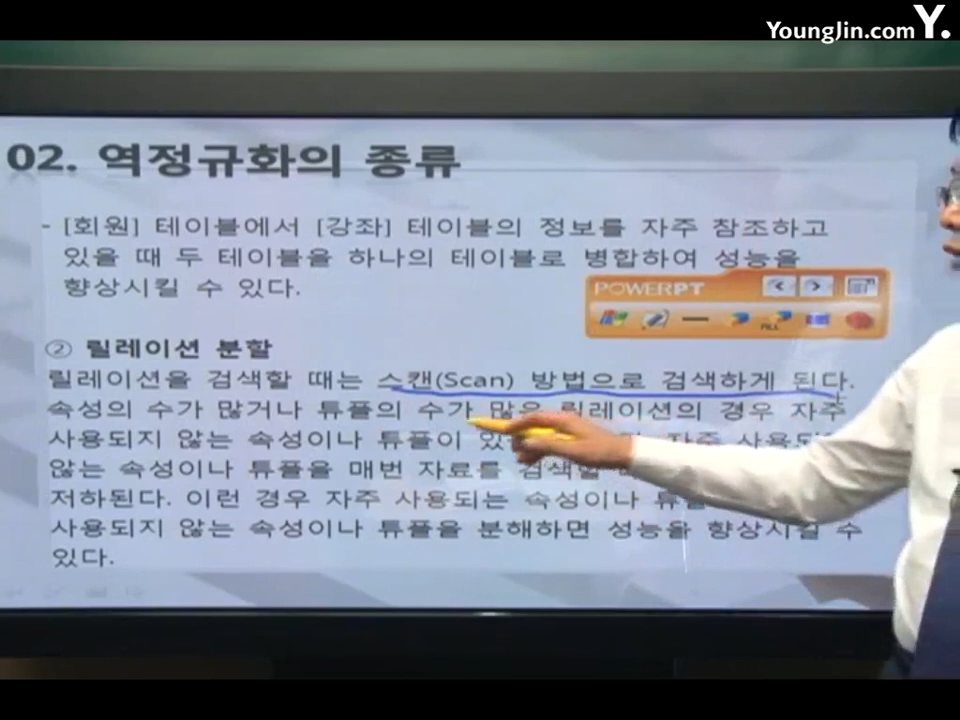 YoungJin.com Y.
02. 역정규화의 종류
- [회원] 테이블에서 [강좌] 테이블의 정보를 자주 참조하고
있을 때 두 테이블을 하나의 테이블로 병합하여 성능을
향상시킬 수 있다.
POWERPT
ALL
② 릴레이션 분할
릴레이션을 검색할 때는 스캔(Scan) 방법으로 검색하게 된다.
속성의 수가 많거나 튜플의 수가 많은 릴레이션의 경우 자주
사용되지 않는 속성이나 튜플이 자주
않는 속성이나 튜플을 매번 자료를 검색할
저하된다. 이런 경우 자주 사용되는 속성이나
사용되지 않는 속성이나 튜플을 분해하면 성능을 향상시킬 수
있다.